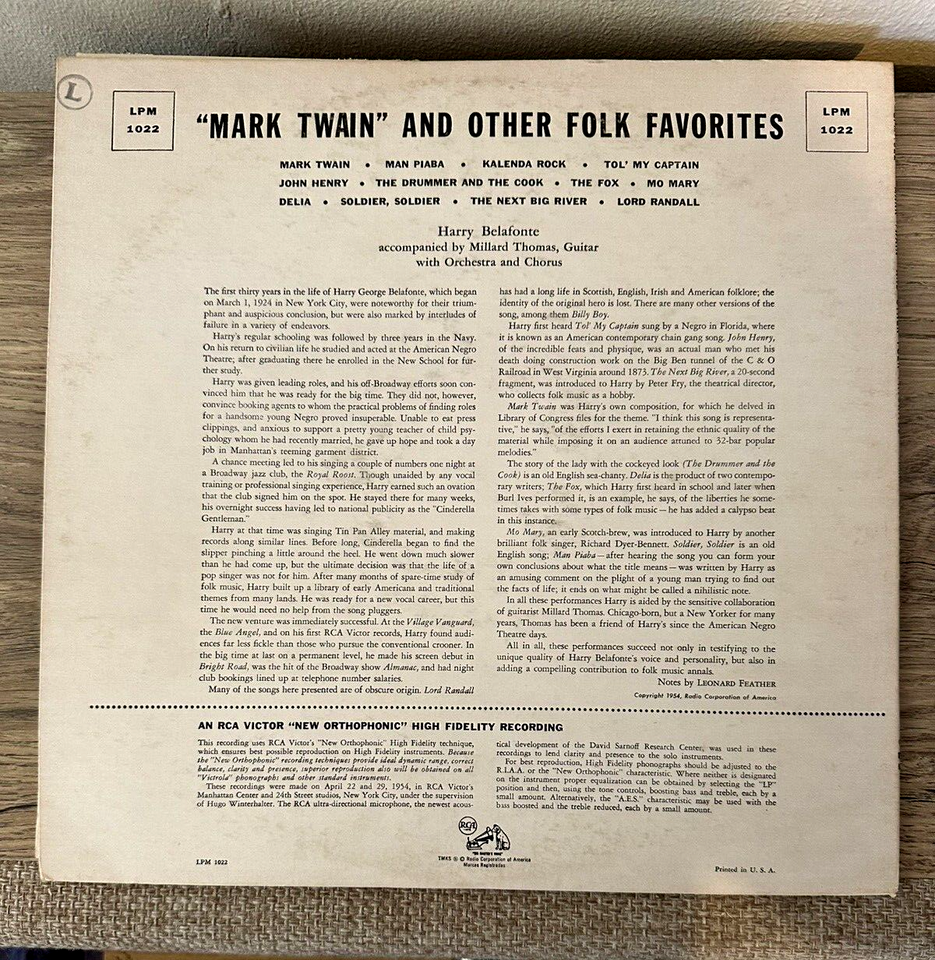 L
LPM
1022
"MARK TWAIN" AND OTHER FOLK FAVORITES
LPM
1022
MARK TWAIN • MAN PIABA • KALENDA ROCK • TOL' MY CAPTAIN
JOHN HENRY • THE DRUMMER AND THE COOK • THE FOX • MO MARY
DELIA • SOLDIER, SOLDIER • THE NEXT BIG RIVER • LORD RANDALL
Harry Belafonte
accompanied by Millard Thomas, Guitar
with Orchestra and Chorus
The first thirty years in the life of Harry George Belafonte, which began
on March 1, 1924 in New York City, were noteworthy for their trium-
phant and auspicious conclusion, but were also marked by interludes of
failure in a variety of endeavors.
Harry's regular schooling was followed by three years in the Navy.
On his return to civilian life he studied and acted at the American Negro
Theatre; after graduating there he enrolled in the New School for fur-
ther study.
Harry was given leading roles, and his off-Broadway efforts soon con-
vinced him that he was ready for the big time. They did not, however,
convince booking agents to whom the practical problems of finding roles
for a handsome young Negro proved insuperable. Unable to eat press
clippings, and anxious to support a pretty young teacher of child psy-
chology whom he had recently married, he gave up hope and took a day
job in Manhattan's teeming garment district.
A chance meeting led to his singing a couple of numbers one night at
a Broadway jazz club, the Royal Roost. Though unaided by any vocal
training or professional singing experience, Harry earned such an ovation
that the club signed him on the spot. He stayed there for many weeks,
his overnight success having led to national publicity as the "Cinderella
Gentleman."
Harry at that time was singing Tin Pan Alley material, and making
records along similar lines. Before long, Cinderella began to find the
slipper pinching a little around the heel. He went down much slower
than he had come up, but the ultimate decision was that the life of a
pop singer was not for him. After many months of spare-time study of
folk music, Harry built up a library of early Americana and traditional
themes from many lands. He was ready for a new vocal career, but this
time he would need no help from the song pluggers.
The new venture was immediately successful. At the Village Vanguard,
the Blue Angel, and on his first RCA Victor records, Harry found audi-
ences far less fickle than those who pursue the conventional crooner. In
the big time at last on a permanent level, he made his screen debut in
Bright Road, was the hit of the Broadway show Almanac, and had night
club bookings lined up at telephone number salaries.
Many of the songs here presented are of obscure origin. Lord Randall
has had a long life in Scottish, English, Irish and American folklore; the
identity of the original hero is lost. There are many other versions of the
song, among them Billy Boy.
Harry first heard Tol' My Captain sung by a Negro in Florida, where
it is known as an American contemporary chain gang song. John Henry,
of the incredible feats and physique, was an actual man who met his
death doing construction work on the Big Ben tunnel of the C & O
Railroad in West Virginia around 1873. The Next Big River, a 20-second
fragment, was introduced to Harry by Peter Fry, the theatrical director,
who collects folk music as a hobby.
Mark Twain was Harry's own composition, for which he delved in
Library of Congress files for the theme. "I think this song is representa-
tive," he says, "of the efforts I exert in retaining the ethnic quality of the
material while imposing it on an audience attuned to 32-bar popular
melodies."
The story of the lady with the cockeyed look (The Drummer and the
Cook) is an old English sea-chanty. Delia is the product of two contempo-
rary writers; The Fox, which Harry first heard in school and later when
Burl Ives performed it, is an example, he says, of the liberties he some-
times takes with some types of folk music—he has added a calypso beat
in this instance.
Mo Mary, an early Scotch-brew, was introduced to Harry by another
brilliant folk singer, Richard Dyer-Bennett. Soldier, Soldier is an old
English song; Man Piaba—after hearing the song you can form your
own conclusions about what the title means—was written by Harry as
an amusing comment on the plight of a young man trying to find out
the facts of life; it ends on what might be called a nihilistic note.
In all these performances Harry is aided by the sensitive collaboration
of guitarist Millard Thomas. Chicago-born, but a New Yorker for many
years, Thomas has been a friend of Harry's since the American Negro
Theatre days.
All in all, these performances succeed not only in testifying to the
unique quality of Harry Belafonte's voice and personality, but also in
adding a compelling contribution to folk music annals.
Notes by LEONARD FEATHER
Copyright 1954, Radio Corporation of America
AN RCA VICTOR "NEW ORTHOPHONIC" HIGH FIDELITY RECORDING
This recording uses RCA Victor's "New Orthophonic" High Fidelity technique,
which ensures best possible reproduction on High Fidelity instruments. Because
the "New Orthophonic" recording techniques provide ideal dynamic range, correct
balance, clarity and presence, superior reproduction also will be obtained on all
"Victrola" phonographs and other standard instruments.
These recordings were made on April 22 and 29, 1954, in RCA Victor's
Manhattan Center and 24th Street studios, New York City, under the supervision
of Hugo Winterhalter. The RCA ultra-directional microphone, the newest acous-
tical development of the David Sarnoff Research Center, was used in these
recordings to lend clarity and presence to the solo instruments.
For best reproduction, High Fidelity phonographs should be adjusted to the
R.I.A.A. or the "New Orthophonic" characteristic. Where neither is designated
on the instrument proper equalization can be obtained by selecting the "LP"
position and then, using the tone controls, boosting bass and treble, each by a
small amount. Alternatively, the "A.E.S." characteristic may be used with the
bass boosted and the treble reduced, each by a small amount.
RCA
"HIS MASTER'S VOICE"
TMKS ® © Radio Corporation of America
Marcas Registradas
LPM 1022
Printed in U. S. A.